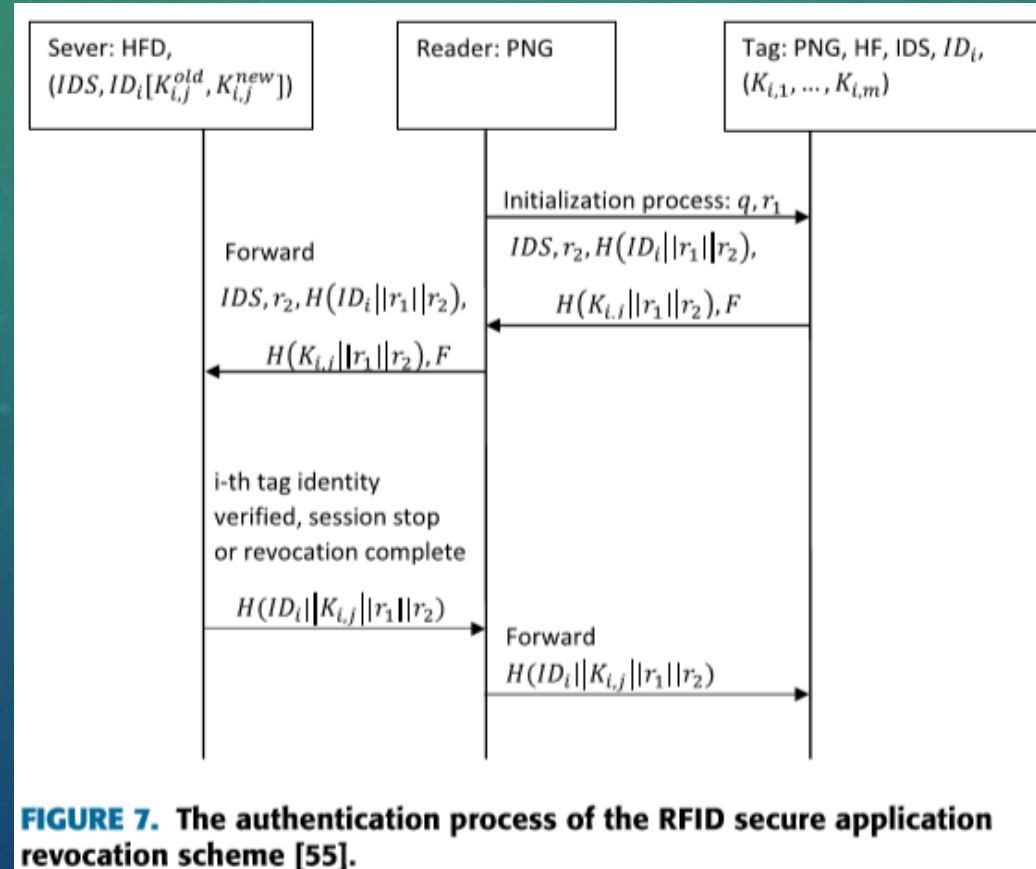 Sever: HFD,
(IDS, ID_i[K_{i,j}^{old}, K_{i,j}^{new}])
Reader: PNG
Tag: PNG, HF, IDS, ID_i,
(K_{i,1}, ..., K_{i,m})
Initialization process: q, r_1
IDS, r_2, H(ID_i||r_1||r_2),
H(K_{i,j}||r_1||r_2), F
Forward
IDS, r_2, H(ID_i||r_1||r_2),
H(K_{i,j}||r_1||r_2), F
i-th tag identity
verified, session stop
or revocation complete
H(ID_i||K_{i,j}||r_1||r_2)
Forward
H(ID_i||K_{i,j}||r_1||r_2)
FIGURE 7. The authentication process of the RFID secure application
revocation scheme [55].